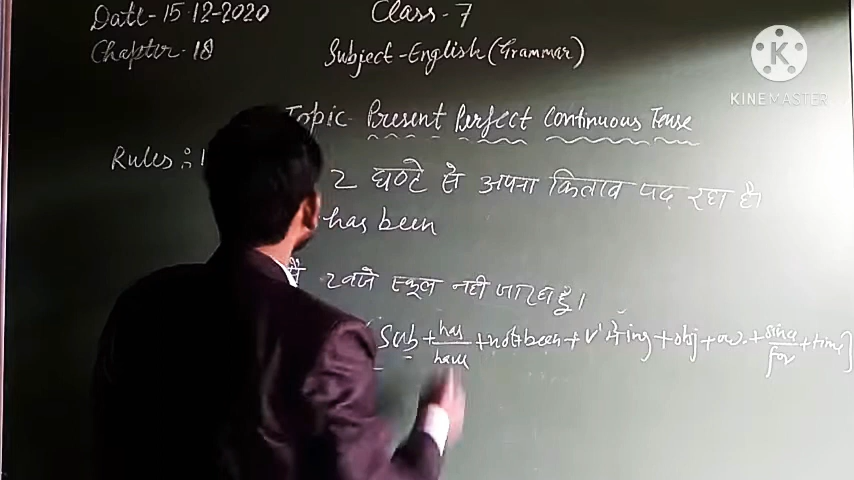 Date-15.12-2020 Class-7
Chapter-18 Subject-English(Grammar)
KINEMASTER
Topic- Present Perfect Continuous Tense
Rules:
2 घण्टे से अपना किताब पढ़ रहा है।
has been
2 बजे स्कूल नही जा रहा हूँ।
[Sub + has/have + not + been + v¹ + ing + obj + + since/for + time]